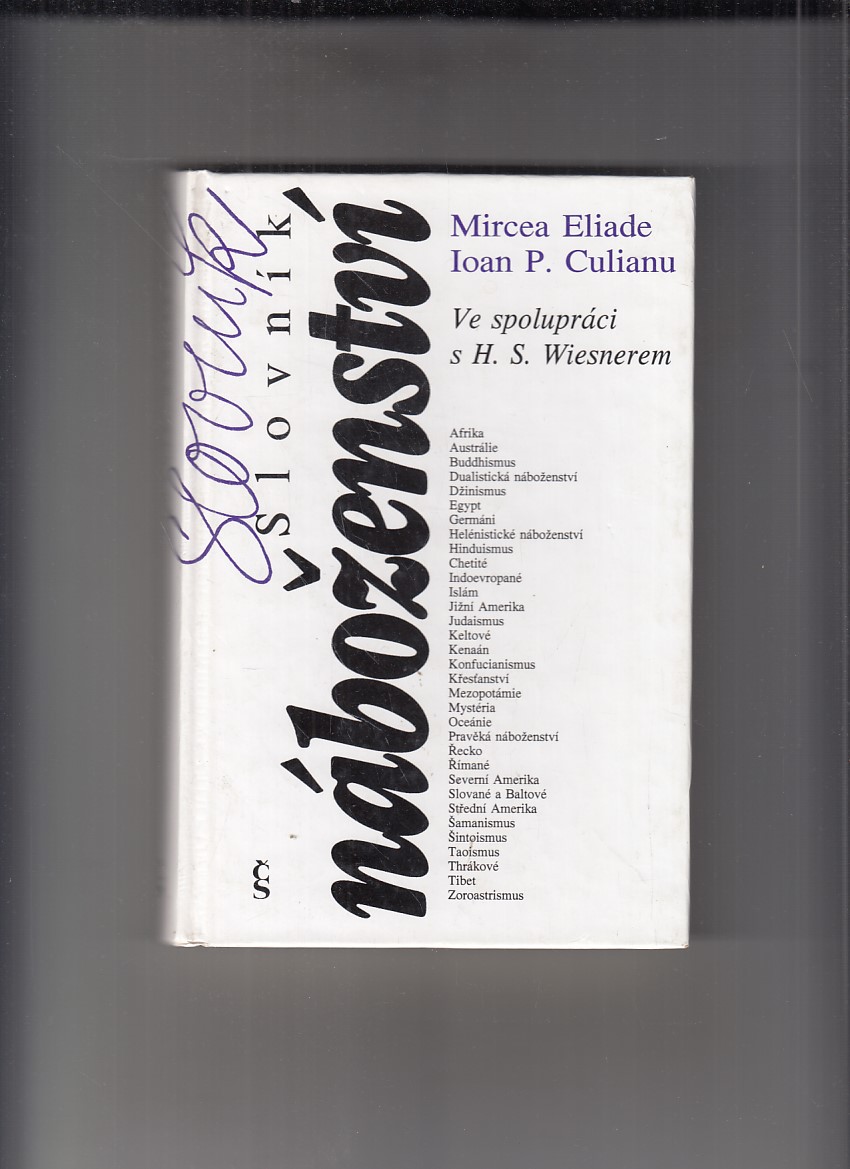 Slovník
Slovník
náboženství
Mircea Eliade
Ioan P. Culianu
Ve spolupráci
s H. S. Wiesnerem
Afrika
Austrálie
Buddhismus
Dualistická náboženství
Džinismus
Egypt
Germáni
Helénistické náboženství
Hinduismus
Chetité
Indoevropané
Islám
Jižní Amerika
Judaismus
Keltové
Kenaán
Konfucianismus
Křesťanství
Mezopotámie
Mystéria
Oceánie
Pravěká náboženství
Řecko
Římané
Severní Amerika
Slované a Baltové
Střední Amerika
Šamanismus
Šintoismus
Taoismus
Thrákové
Tibet
Zoroastrismus
ČS